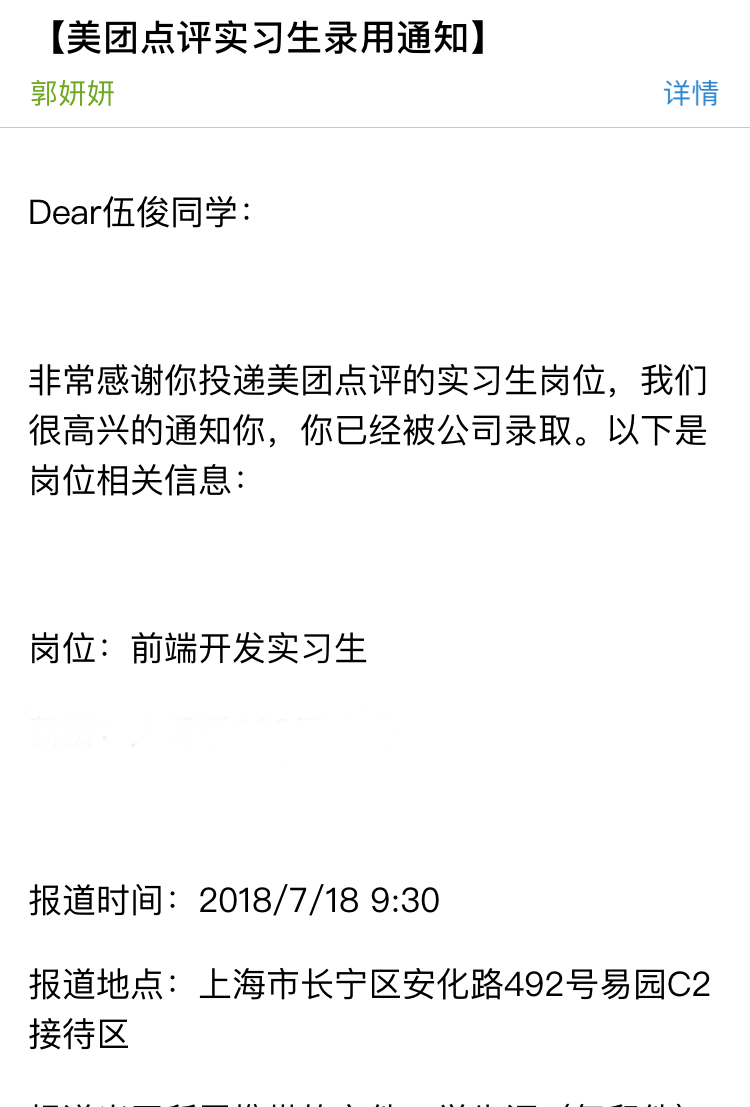 【美团点评实习生录用通知】
郭妍妍 详情
Dear伍俊同学：
非常感谢你投递美团点评的实习生岗位，我们
很高兴的通知你，你已经被公司录取。以下是
岗位相关信息：
岗位：前端开发实习生
报道时间：2018/7/18 9:30
报道地点：上海市长宁区安化路492号易园C2
接待区